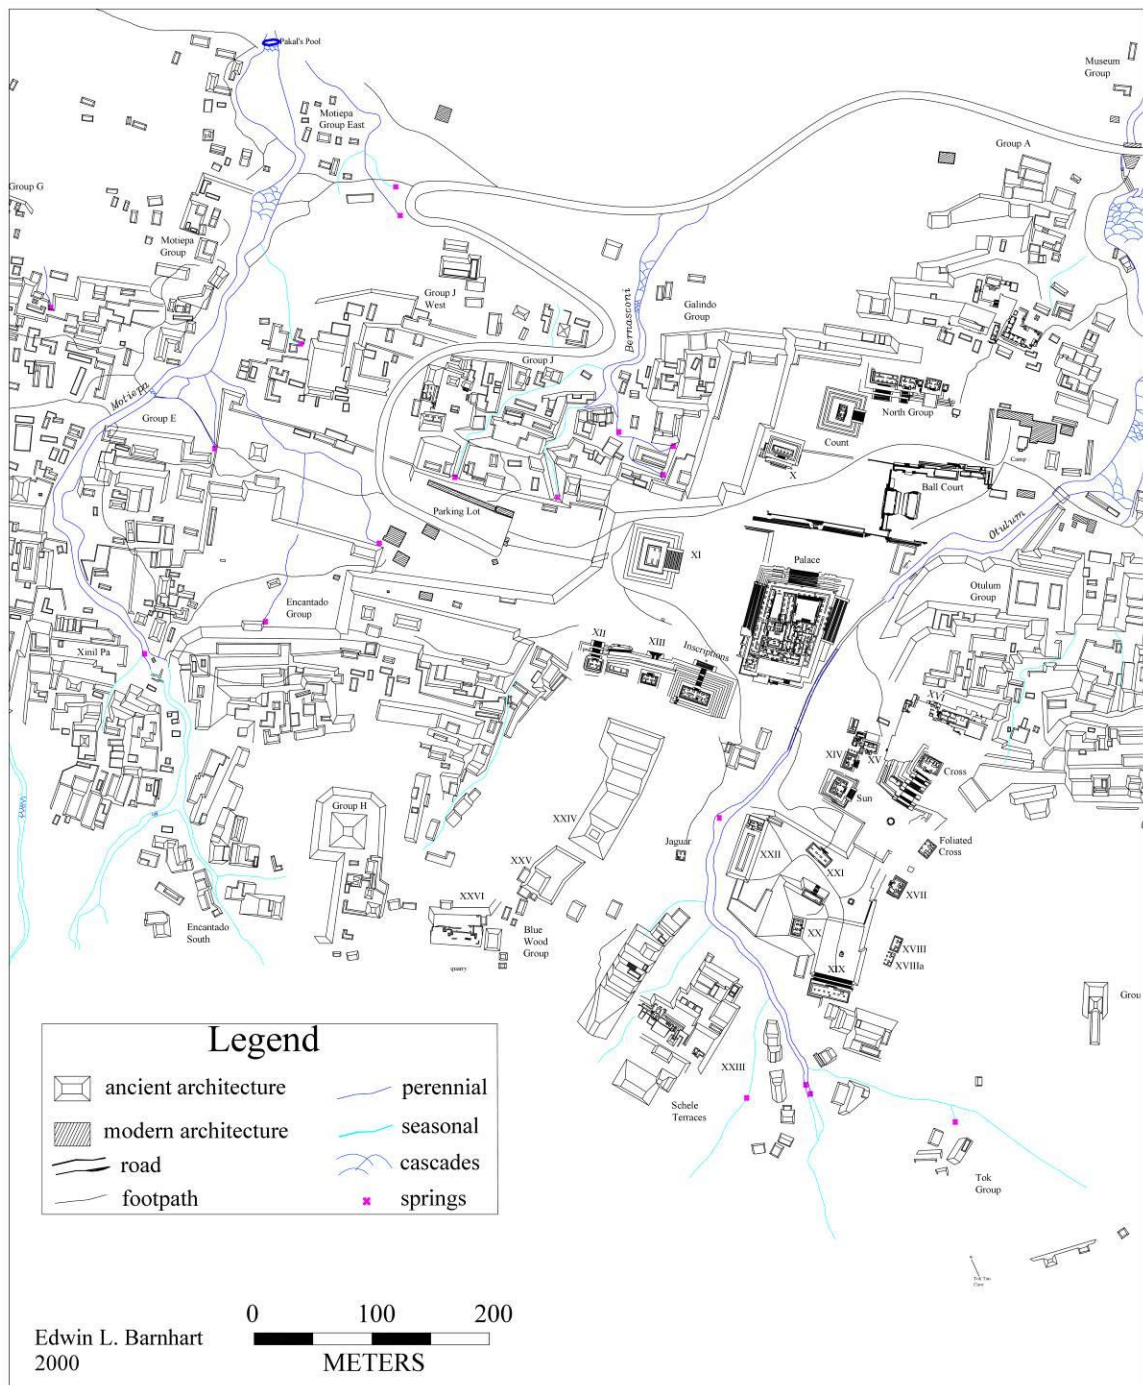 Pakal's Pool
Museum
Group
Motiepa
Group East
Group A
Group G
Motiepa
Group
Group J
West
Bernasconi
Galindo
Group
Group J
Motiepa
Group E
North Group
Count
X
Camp
Ball Court
Parking Lot
Otulum
XI
Palace
Otulum
Group
Encantado
Group
Xinil Pa
XII
XIII
Inscriptions
XVI
XIV
XV
Cross
Sun
Group H
XXIV
Jaguar
XXII
XXI
Foliated
Cross
XXV
XVII
XXVI
Blue
Wood
Group
XX
Encantado
South
XVIII
XVIIIa
quarry
XIX
Grou
XXIII
Schele
Terraces
Tok
Group
Legend
ancient architecture
perennial
modern architecture
seasonal
road
cascades
footpath
springs
0 100 200
METERS
Edwin L. Barnhart
2000